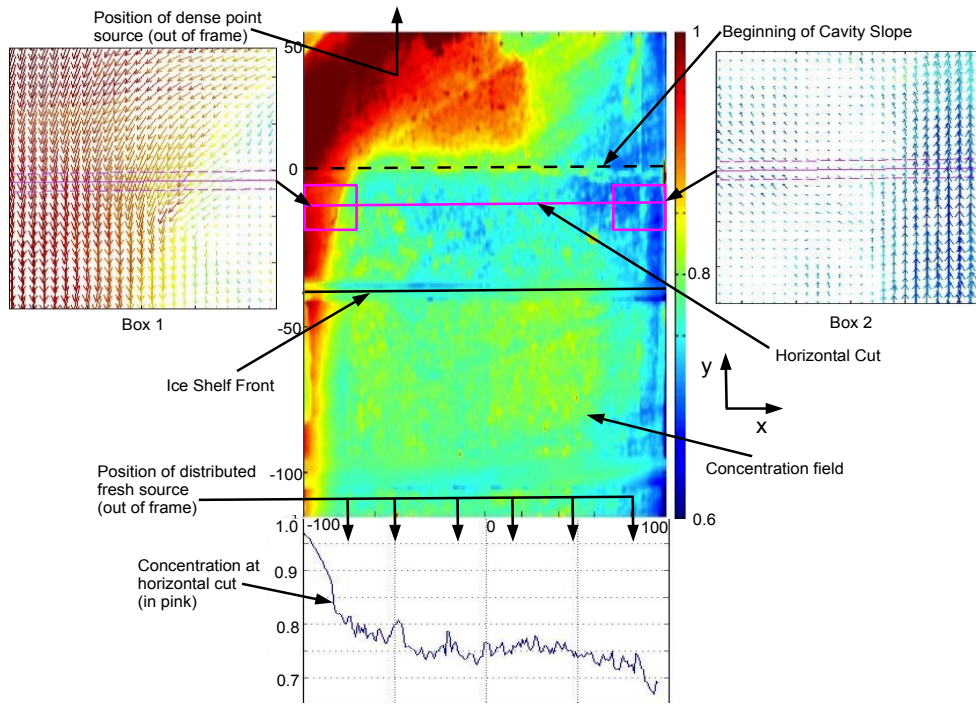 Position of dense point
source (out of frame)
Beginning of Cavity Slope
50
0
-50
-100
1
0.8
0.6
Box 1
Box 2
Ice Shelf Front
Horizontal Cut
y
x
Concentration field
Position of distributed
fresh source
(out of frame)
-100
0
100
1.0
0.9
0.8
0.7
Concentration at
horizontal cut
(in pink)